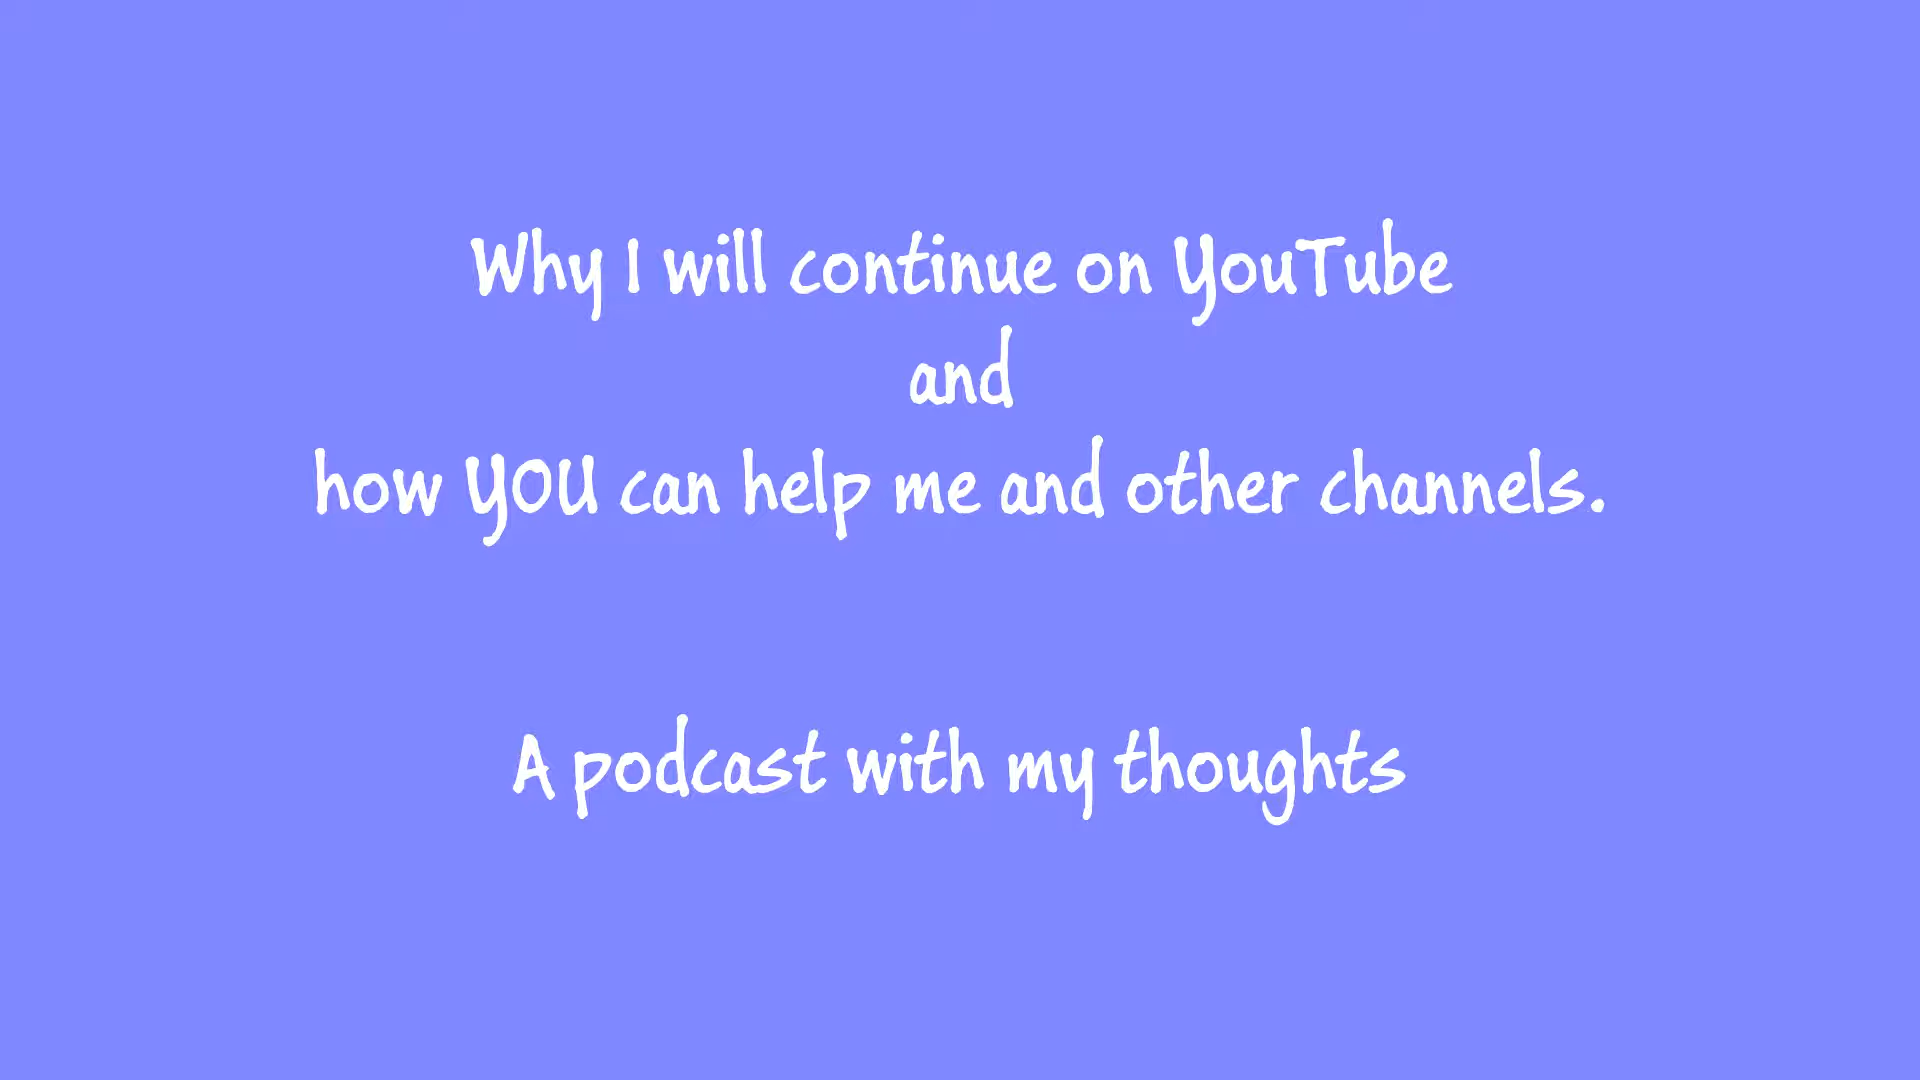 Why I will continue on YouTube
and
how YOU can help me and other channels.
A podcast with my thoughts